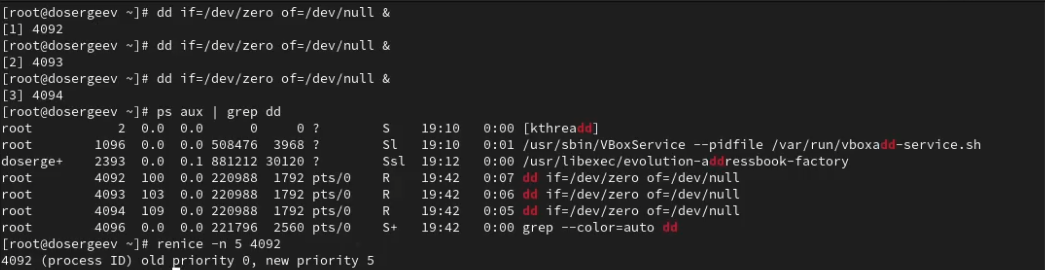 [root@dosergeev ~]# dd if=/dev/zero of=/dev/null &
[1] 4092
[root@dosergeev ~]# dd if=/dev/zero of=/dev/null &
[2] 4093
[root@dosergeev ~]# dd if=/dev/zero of=/dev/null &
[3] 4094
[root@dosergeev ~]# ps aux | grep dd
root           2  0.0  0.0      0     0 ?        S    19:10   0:00 [kthreadd]
root        1096  0.0  0.0 508476  3968 ?        Sl   19:10   0:01 /usr/sbin/VBoxService --pidfile /var/run/vboxadd-service.sh
doserge+    2393  0.0  0.1 881212 30120 ?        Ssl  19:12   0:00 /usr/libexec/evolution-addressbook-factory
root        4092  100  0.0 220988  1792 pts/0    R    19:42   0:07 dd if=/dev/zero of=/dev/null
root        4093  103  0.0 220988  1792 pts/0    R    19:42   0:06 dd if=/dev/zero of=/dev/null
root        4094  109  0.0 220988  1792 pts/0    R    19:42   0:05 dd if=/dev/zero of=/dev/null
root        4096  0.0  0.0 221796  2560 pts/0    S+   19:42   0:00 grep --color=auto dd
[root@dosergeev ~]# renice -n 5 4092
4092 (process ID) old priority 0, new priority 5